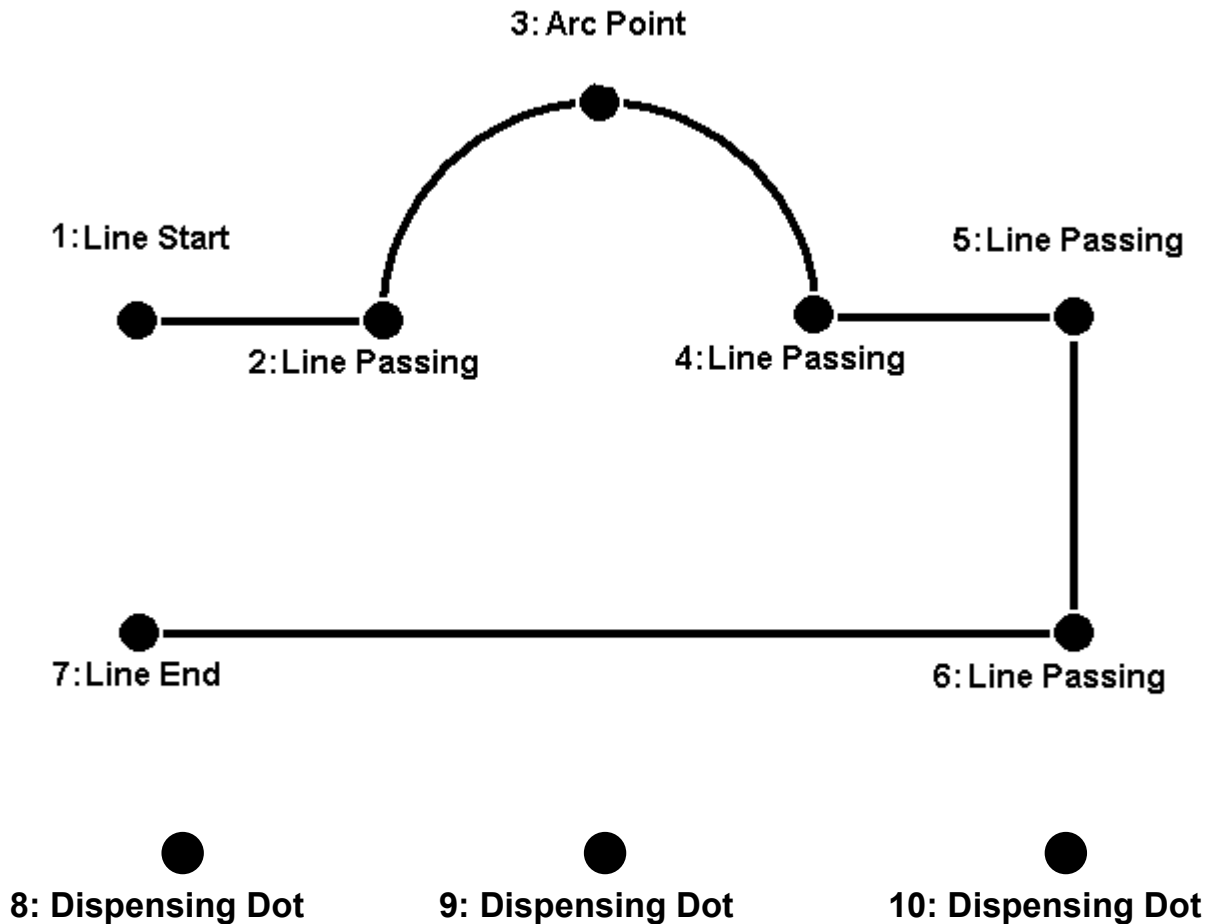 3: Arc Point
1: Line Start
5: Line Passing
2: Line Passing
4: Line Passing
7: Line End
6: Line Passing
8: Dispensing Dot
9: Dispensing Dot
10: Dispensing Dot